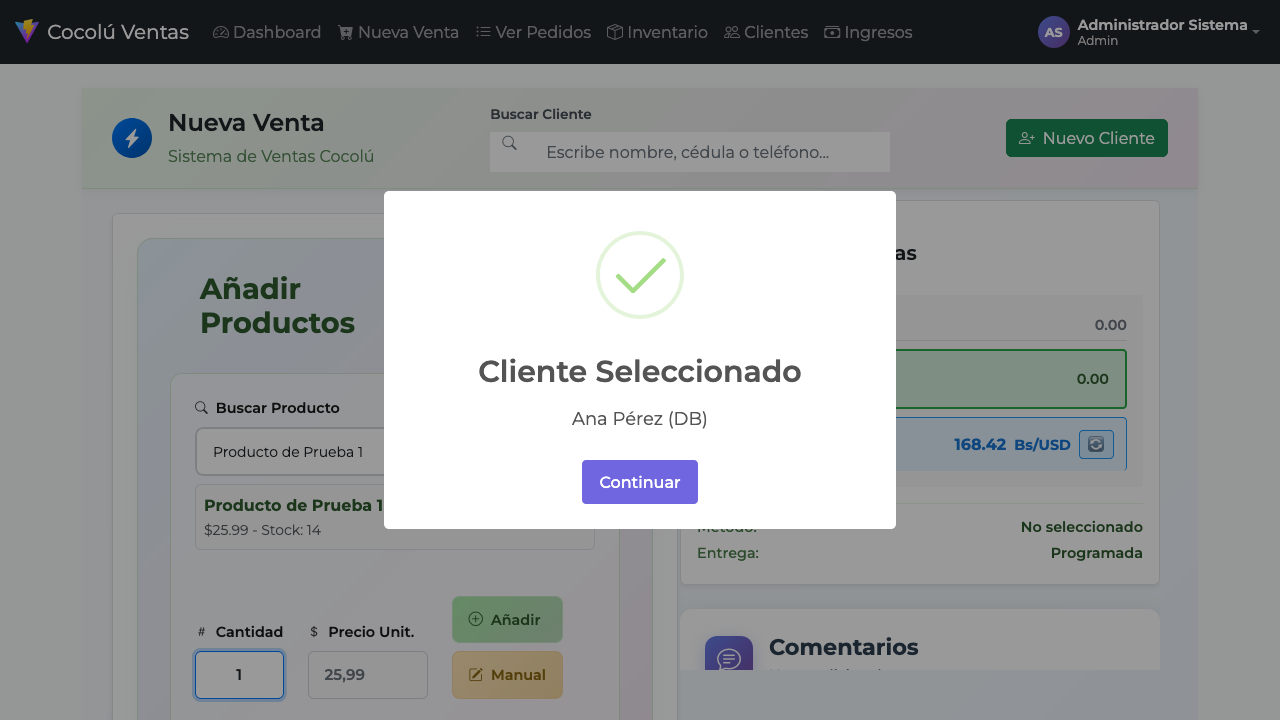 Cocolú Ventas
Dashboard
Nueva Venta
Ver Pedidos
Inventario
Clientes
Ingresos
AS
Administrador Sistema
Admin
Nueva Venta
Sistema de Ventas Cocolú
Buscar Cliente
Escribe nombre, cédula o teléfono...
Nuevo Cliente
Añadir
Productos
Buscar Producto
Producto de Prueba 1
Producto de Prueba 1
$25.99 - Stock: 14
# Cantidad
$ Precio Unit.
1
25,99
Añadir
Manual
Cliente Seleccionado
Ana Pérez (DB)
Continuar
0.00
0.00
168.42 Bs/USD
No seleccionado
Entrega:
Programada
Comentarios